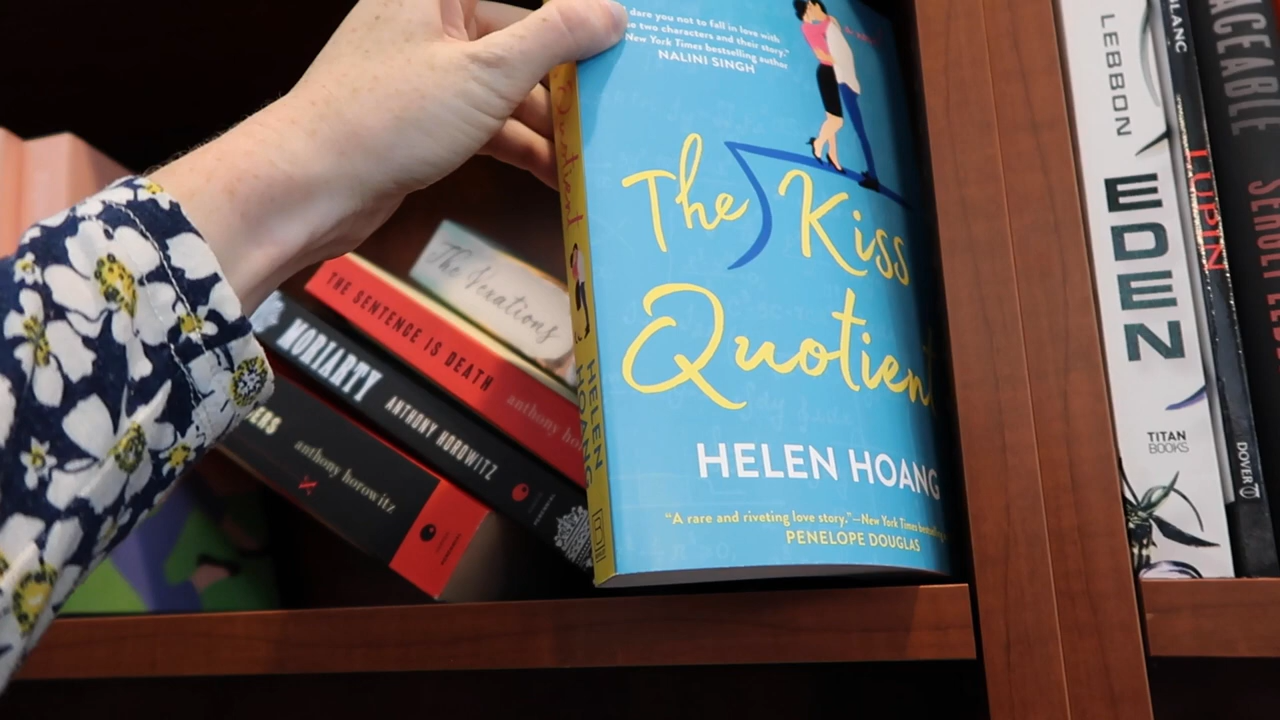 dare you not to fall in love with
two characters and their story."
New York Times bestselling author
NALINI SINGH
The Kiss
Quotient
HELEN HOANG
"A rare and riveting love story."—New York Times bestselling
PENELOPE DOUGLAS
Quotient
HELEN
HOANG
The Vexations
THE SENTENCE IS DEATH anthony ho
MORIARTY ANTHONY HOROWITZ
ERS anthony horowitz
LEBBON
EDEN
TITAN
BOOKS
BLANC
LUPIN
DOVER
ACEABLE